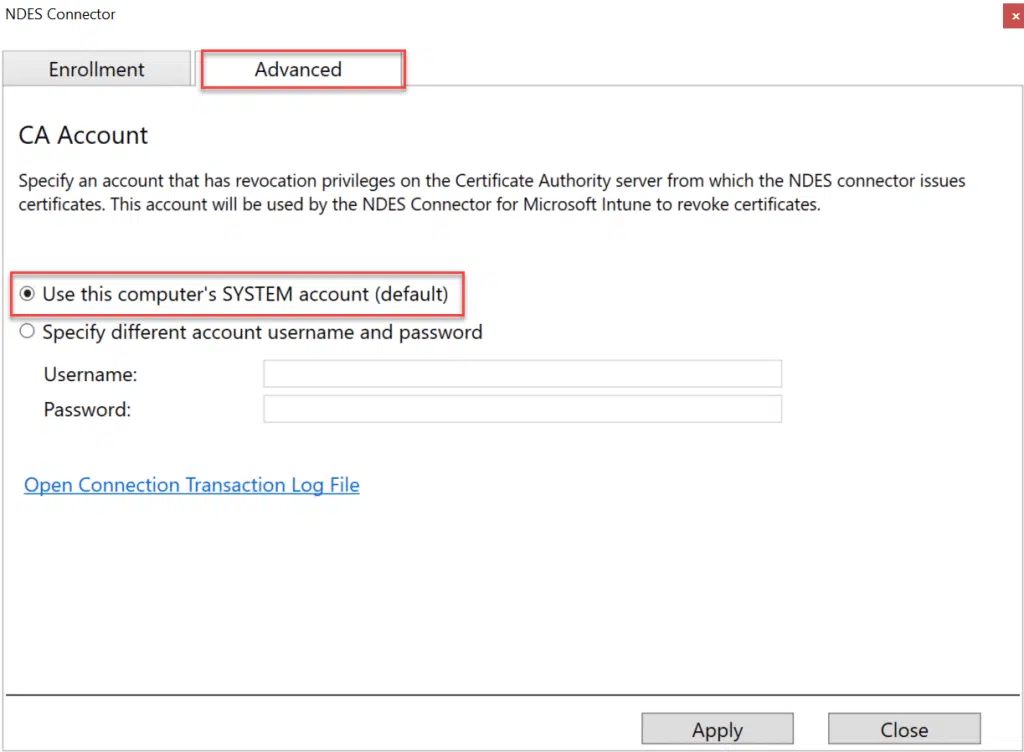 NDES Connector
×
Enrollment
Advanced
CA Account
Specify an account that has revocation privileges on the Certificate Authority server from which the NDES connector issues
certificates. This account will be used by the NDES Connector for Microsoft Intune to revoke certificates.
Use this computer's SYSTEM account (default)
Specify different account username and password
Username:
Password:
Open Connection Transaction Log File
Apply
Close